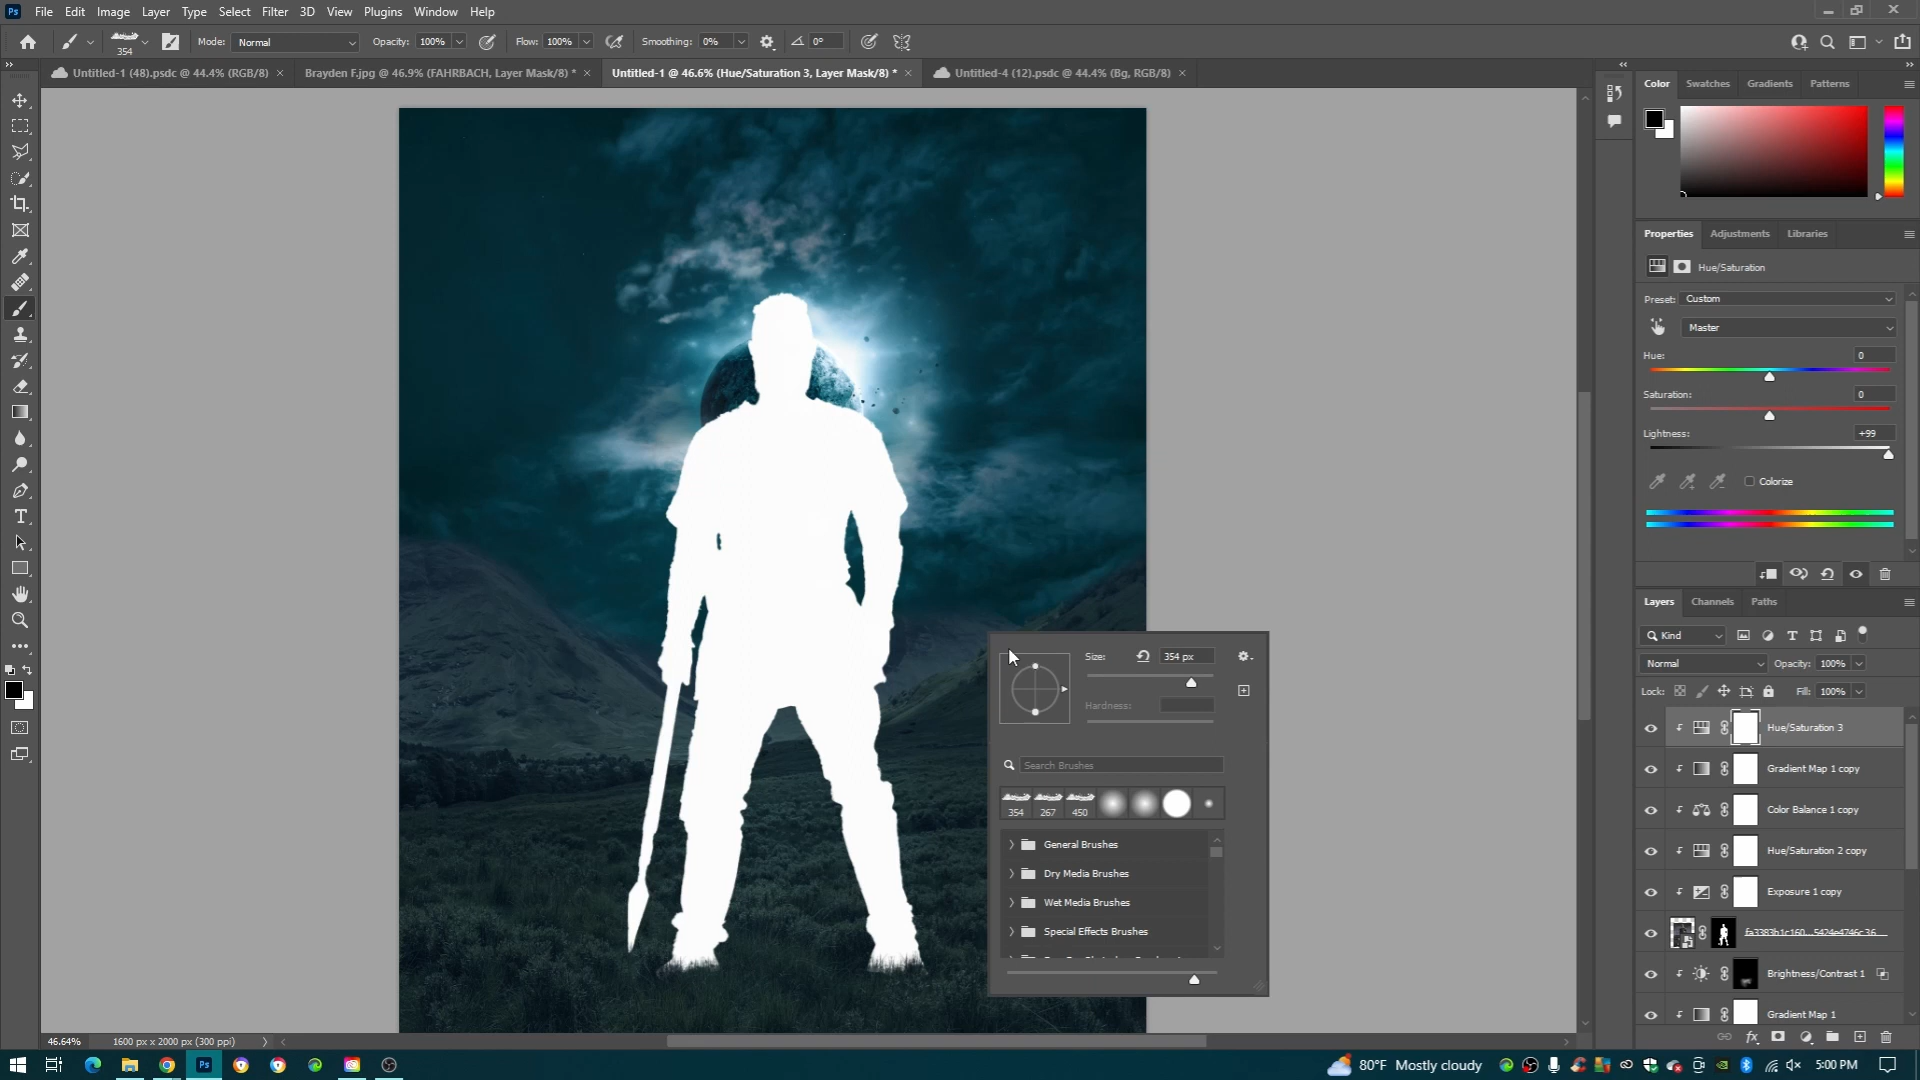 Ps File Edit Image Layer Type Select Filter 3D View Plugins Window Help
354 Mode: Normal Opacity: 100% Flow: 100% Smoothing: 0% 0°
Untitled-1 (48).psdc @ 44.4% (RGB/8) Brayden F.jpg @ 46.9% (FAHRBACH, Layer Mask/8) * Untitled-1 @ 46.6% (Hue/Saturation 3, Layer Mask/8) * Untitled-4 (12).psdc @ 44.4% (Bg, RGB/8)
Color Swatches Gradients Patterns
Properties Adjustments Libraries
Hue/Saturation
Preset: Custom
Master
Hue: 0
Saturation: 0
Lightness: +99
Colorize
Layers Channels Paths
Kind
Normal Opacity: 100%
Lock: Fill: 100%
Hue/Saturation 3
Gradient Map 1 copy
Color Balance 1 copy
Hue/Saturation 2 copy
Exposure 1 copy
fa3383b1c160...5424e4746c36...
Brightness/Contrast 1
Gradient Map 1
Size: 354 px
Hardness:
Search Brushes
354 267 450
General Brushes
Dry Media Brushes
Wet Media Brushes
Special Effects Brushes
46.64% 1600 px x 2000 px (300 ppi)
Ps 80°F Mostly cloudy 5:00 PM